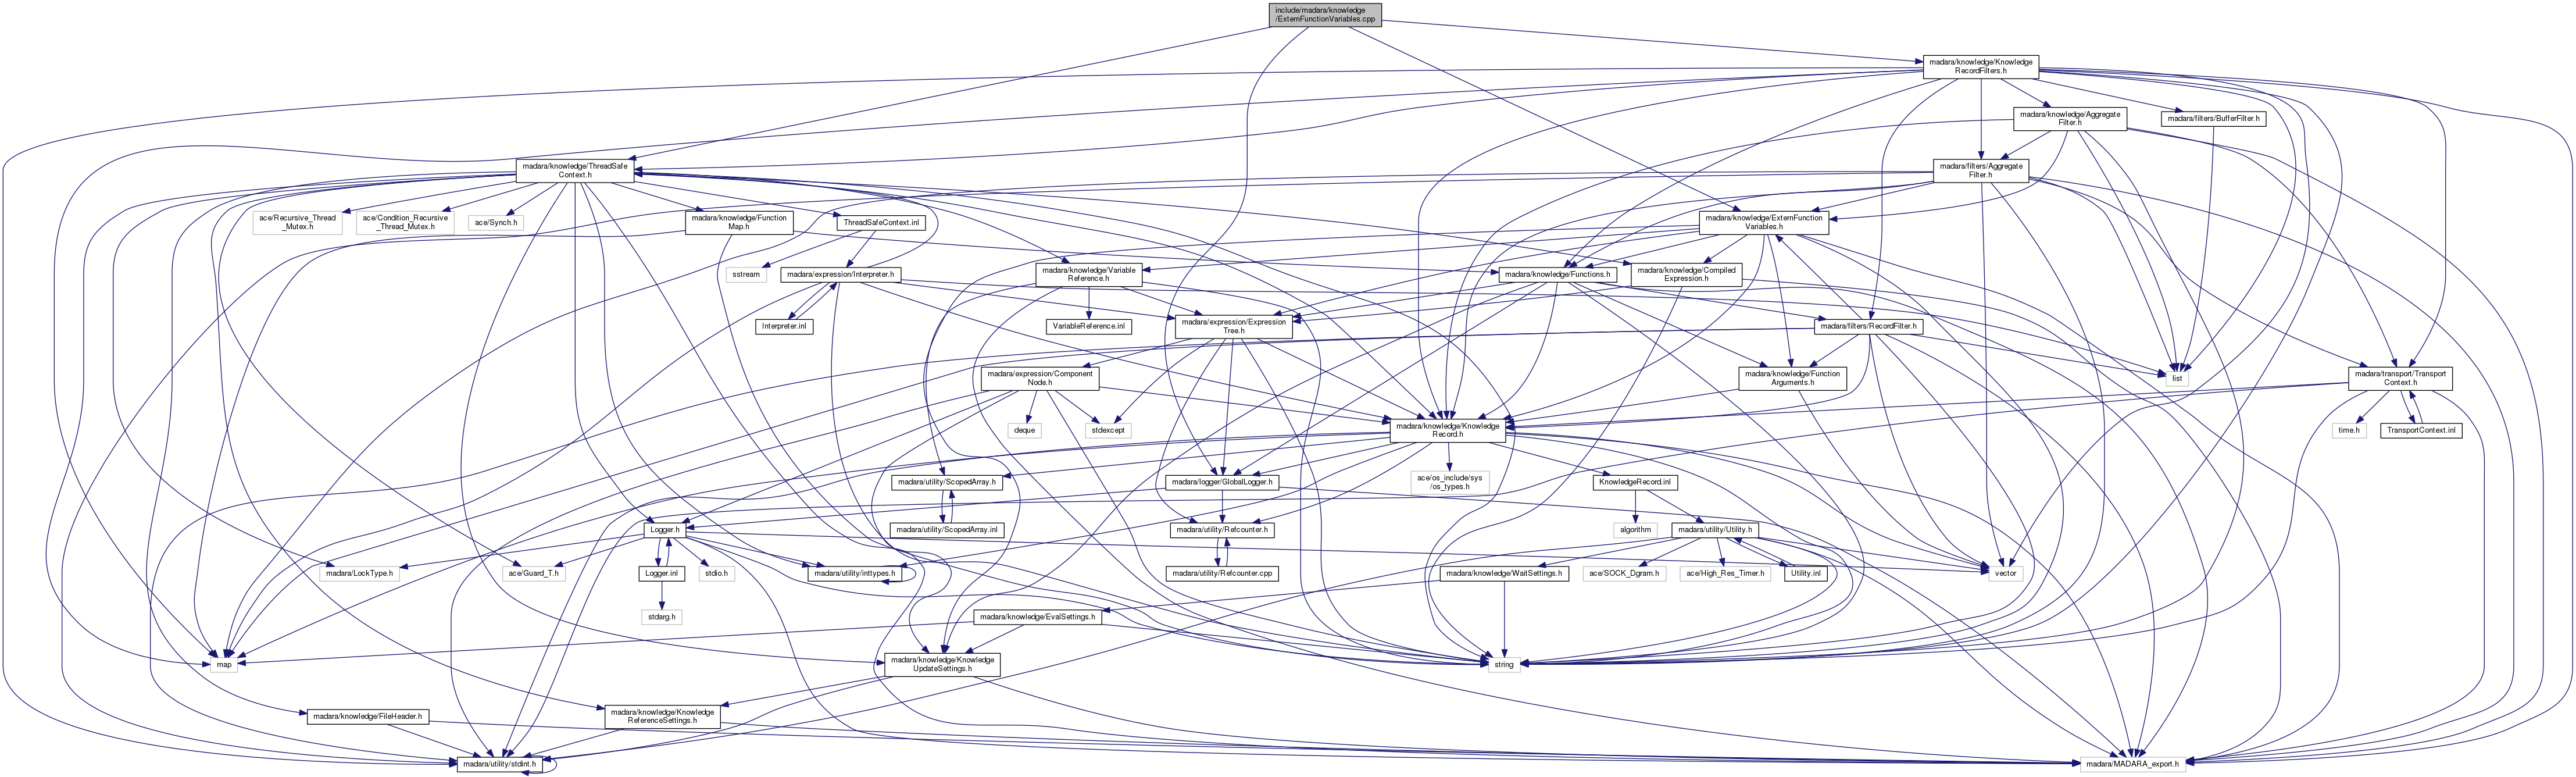 include/madara/knowledge
/ExternFunctionVariables.cpp
madara/knowledge/Knowledge
RecordFilters.h
madara/knowledge/Aggregate
Filter.h
madara/filters/BufferFilter.h
madara/knowledge/ThreadSafe
Context.h
madara/filters/Aggregate
Filter.h
ace/Recursive_Thread
_Mutex.h
ace/Condition_Recursive
_Thread_Mutex.h
ace/Synch.h
madara/knowledge/Function
Map.h
ThreadSafeContext.inl
madara/knowledge/ExternFunction
Variables.h
sstream
madara/expression/Interpreter.h
madara/knowledge/Variable
Reference.h
madara/knowledge/Functions.h
madara/knowledge/Compiled
Expression.h
Interpreter.inl
VariableReference.inl
madara/expression/Expression
Tree.h
madara/filters/RecordFilter.h
madara/expression/Component
Node.h
madara/knowledge/Function
Arguments.h
list
madara/transport/Transport
Context.h
deque
stdexcept
madara/knowledge/Knowledge
Record.h
time.h
TransportContext.inl
madara/utility/ScopedArray.h
madara/logger/GlobalLogger.h
ace/os_include/sys
/os_types.h
KnowledgeRecord.inl
Logger.h
madara/utility/ScopedArray.inl
madara/utility/Refcounter.h
algorithm
madara/utility/Utility.h
madara/LockType.h
ace/Guard_T.h
Logger.inl
stdio.h
madara/utility/inttypes.h
madara/utility/Refcounter.cpp
madara/knowledge/WaitSettings.h
ace/SOCK_Dgram.h
ace/High_Res_Timer.h
Utility.inl
vector
stdarg.h
madara/knowledge/EvalSettings.h
map
madara/knowledge/Knowledge
UpdateSettings.h
string
madara/knowledge/FileHeader.h
madara/knowledge/Knowledge
ReferenceSettings.h
madara/utility/stdint.h
madara/MADARA_export.h